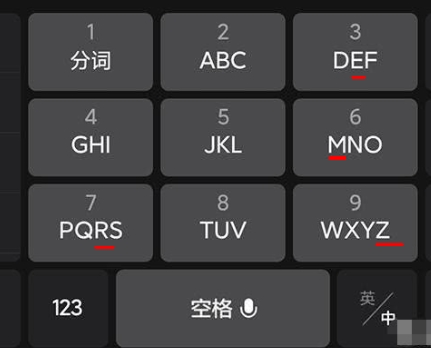 1 2 3
分词 ABC DEF
4 5 6
GHI JKL MNO
7 8 9
PQRS TUV WXYZ
123 空格 英/中